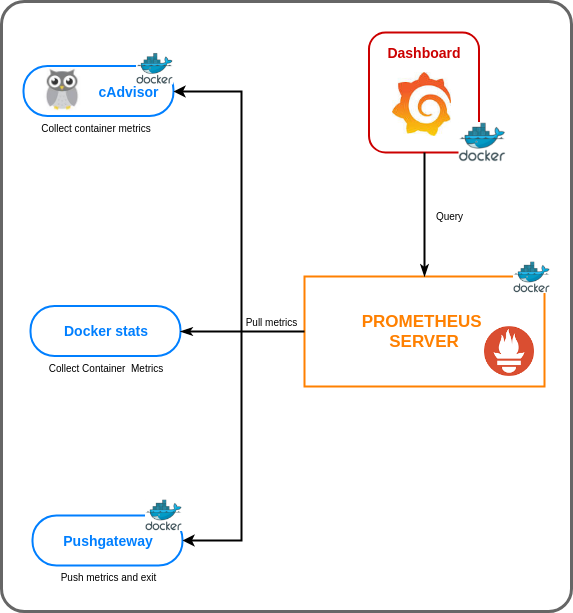 Dashboard
docker
cAdvisor
docker
Collect container metrics
Query
docker
PROMETHEUS
SERVER
Pull metrics
Docker stats
Collect Container  Metrics
docker
Pushgateway
Push metrics and exit